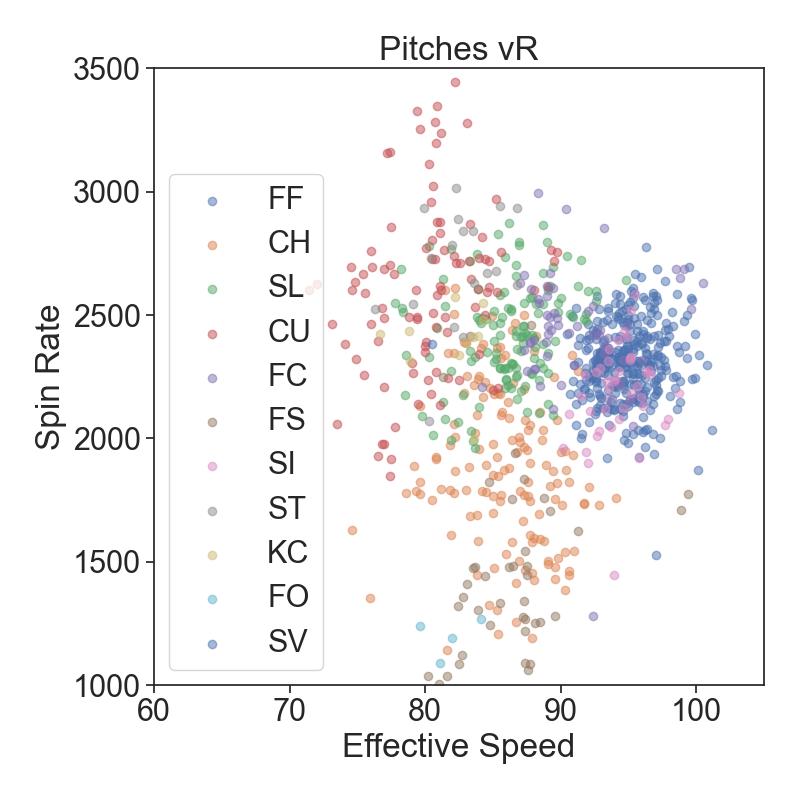 Pitches vR
3500
3000
2500
2000
1500
1000
Spin Rate
FF
CH
SL
CU
FC
FS
SI
ST
KC
FO
SV
60 70 80 90 100
Effective Speed